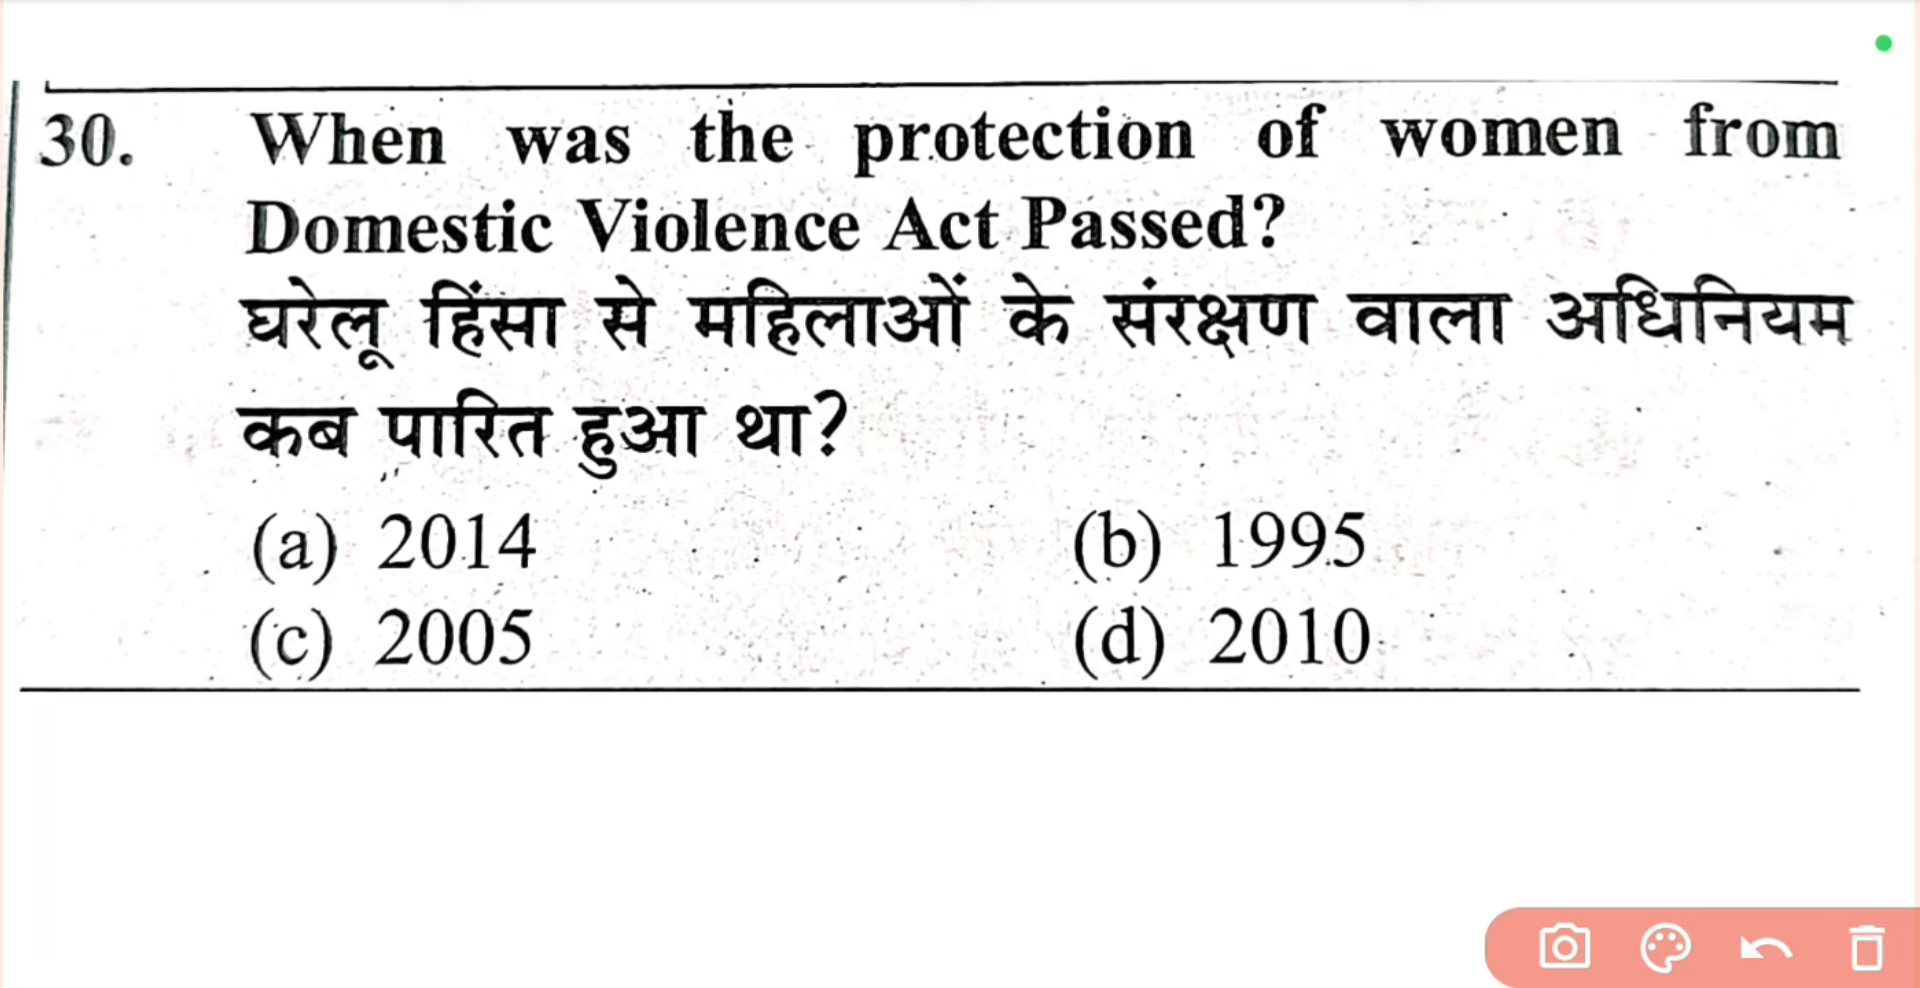 30. When was the protection of women from
Domestic Violence Act Passed?
घरेलू हिंसा से महिलाओं के संरक्षण वाला अधिनियम
कब पारित हुआ था?
(a) 2014 (b) 1995
(c) 2005 (d) 2010